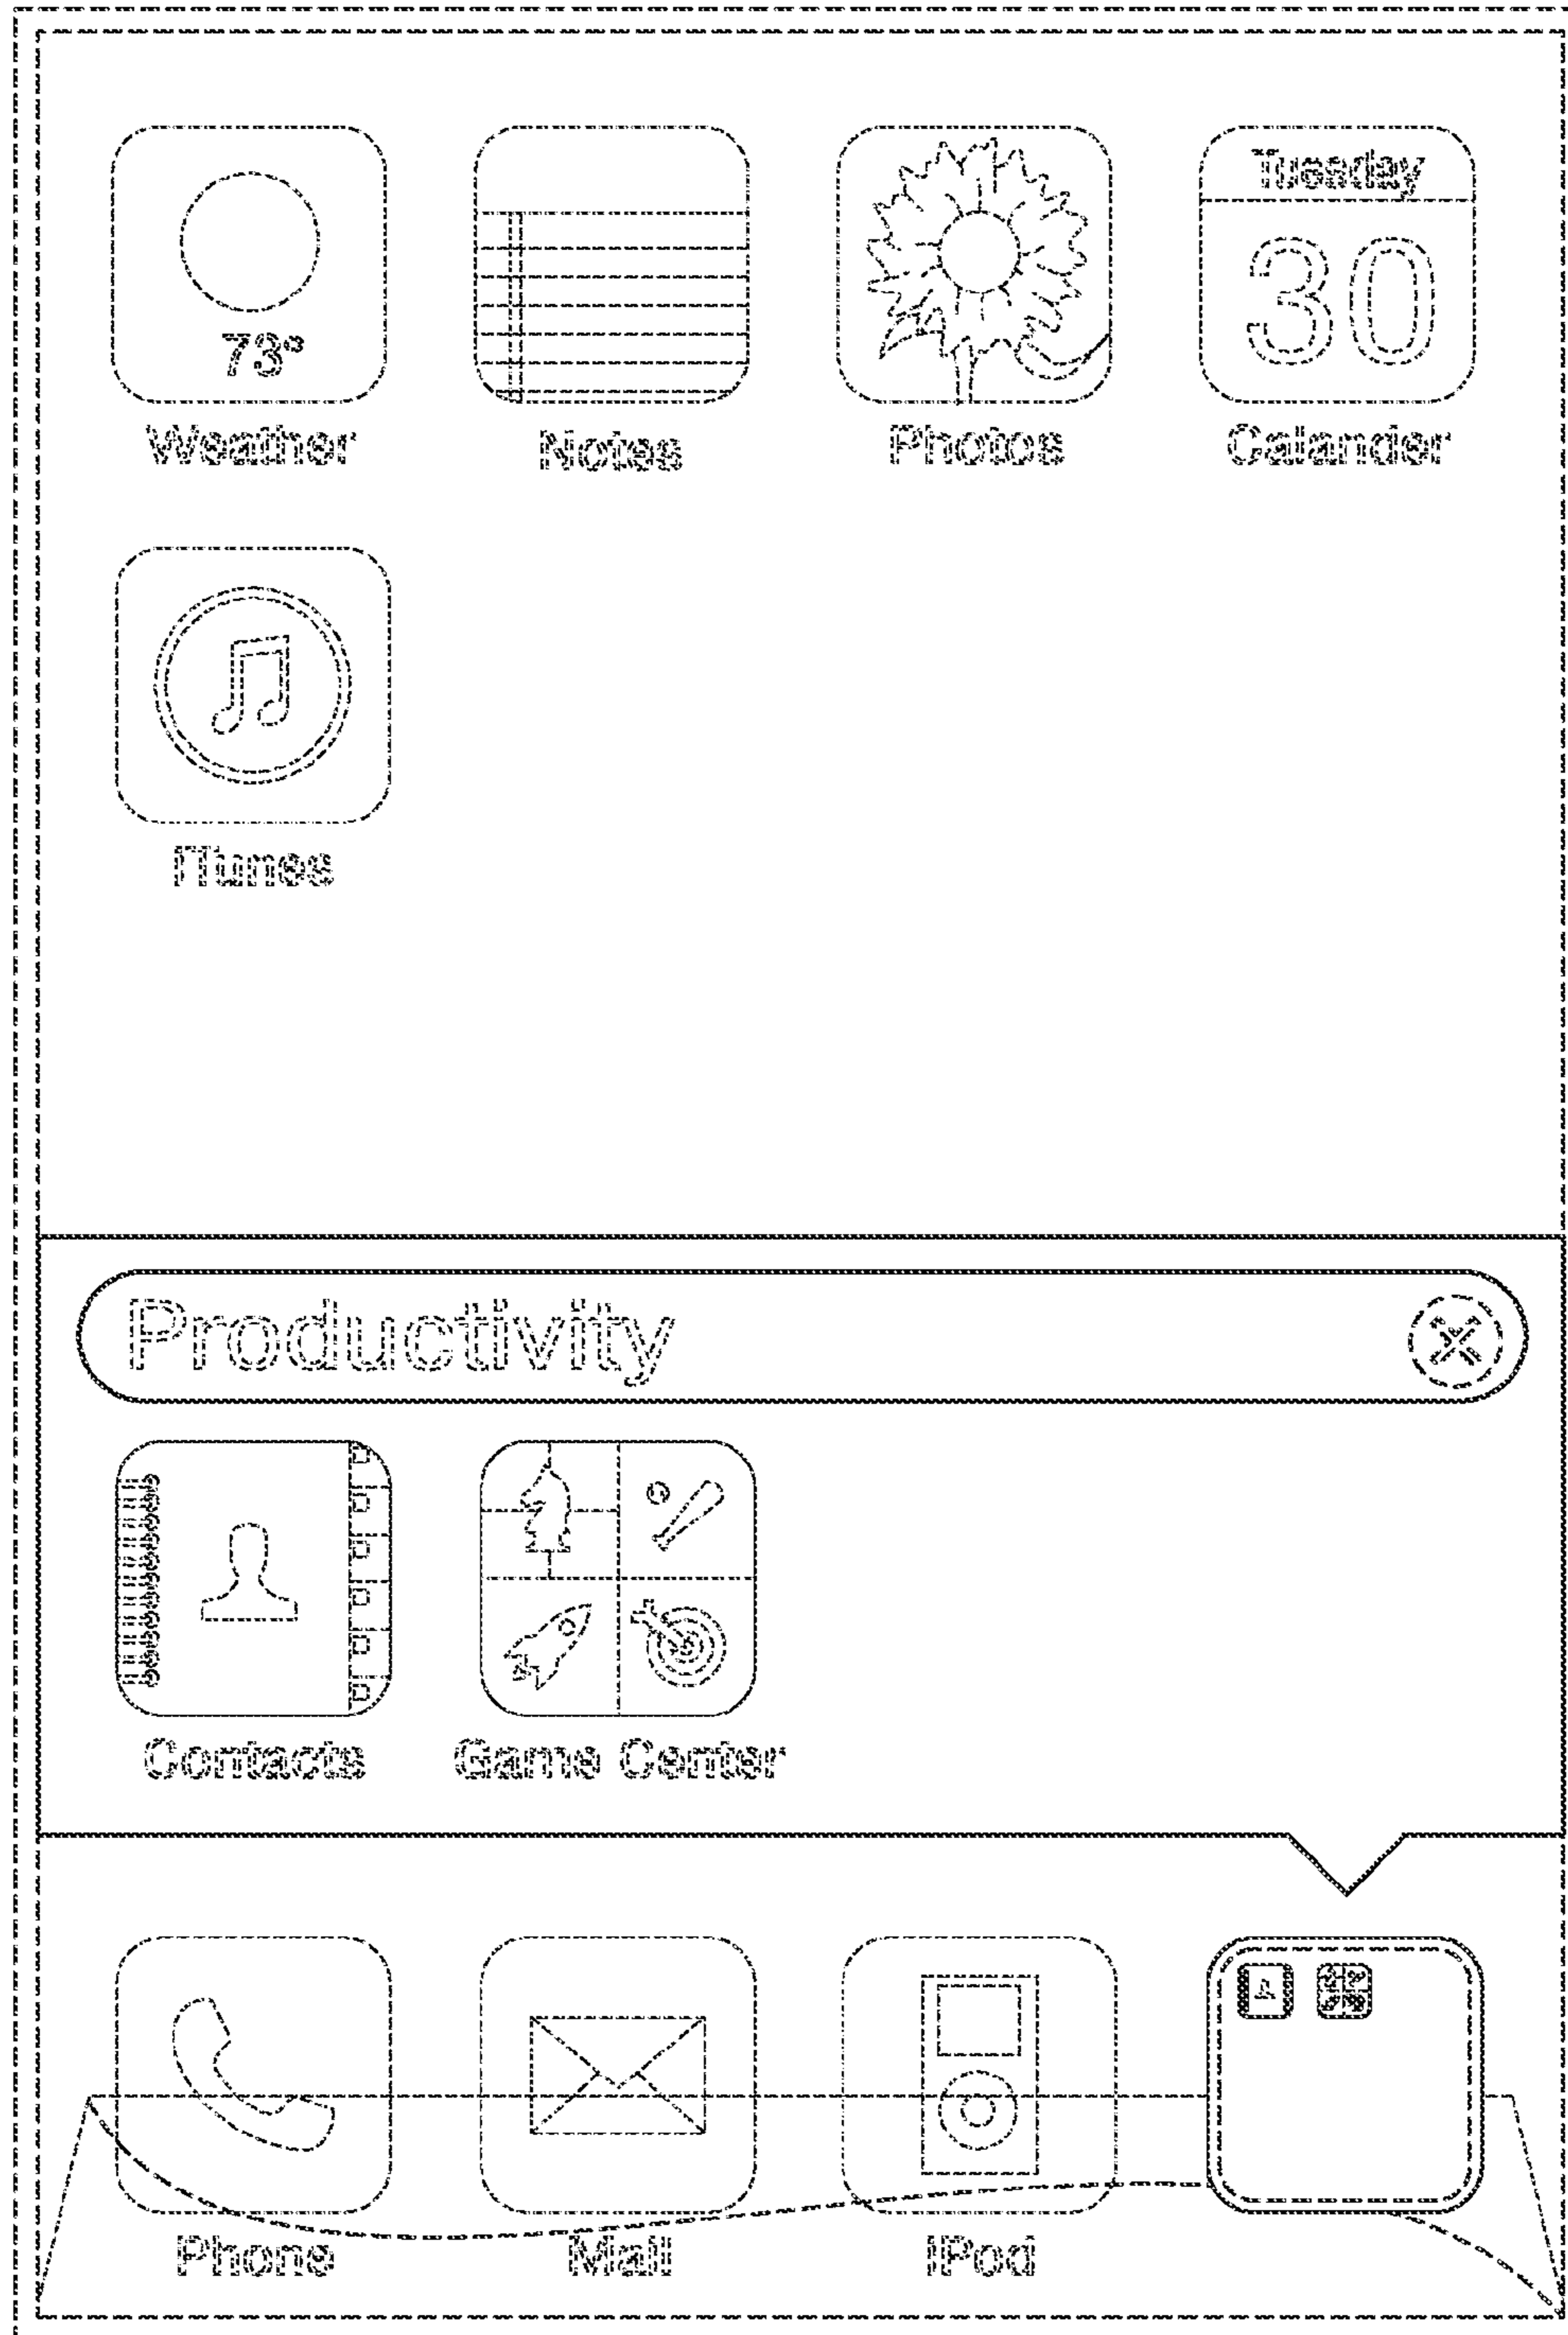 Tuesday
30
73°
Weather Notes Photos Calander
iTunes
Productivity
Contacts Game Center
Phone Mail iPod